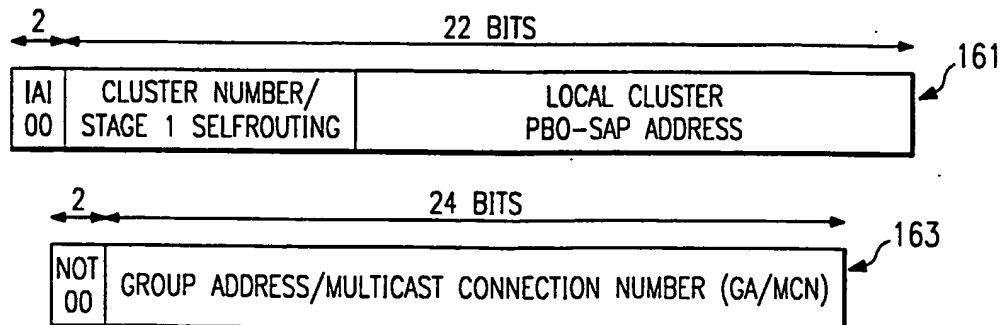 2
22 BITS
161
IAI
00
CLUSTER NUMBER/
STAGE 1 SELFROUTING
LOCAL CLUSTER
PBO-SAP ADDRESS
2
24 BITS
163
NOT
00
GROUP ADDRESS/MULTICAST CONNECTION NUMBER (GA/MCN)